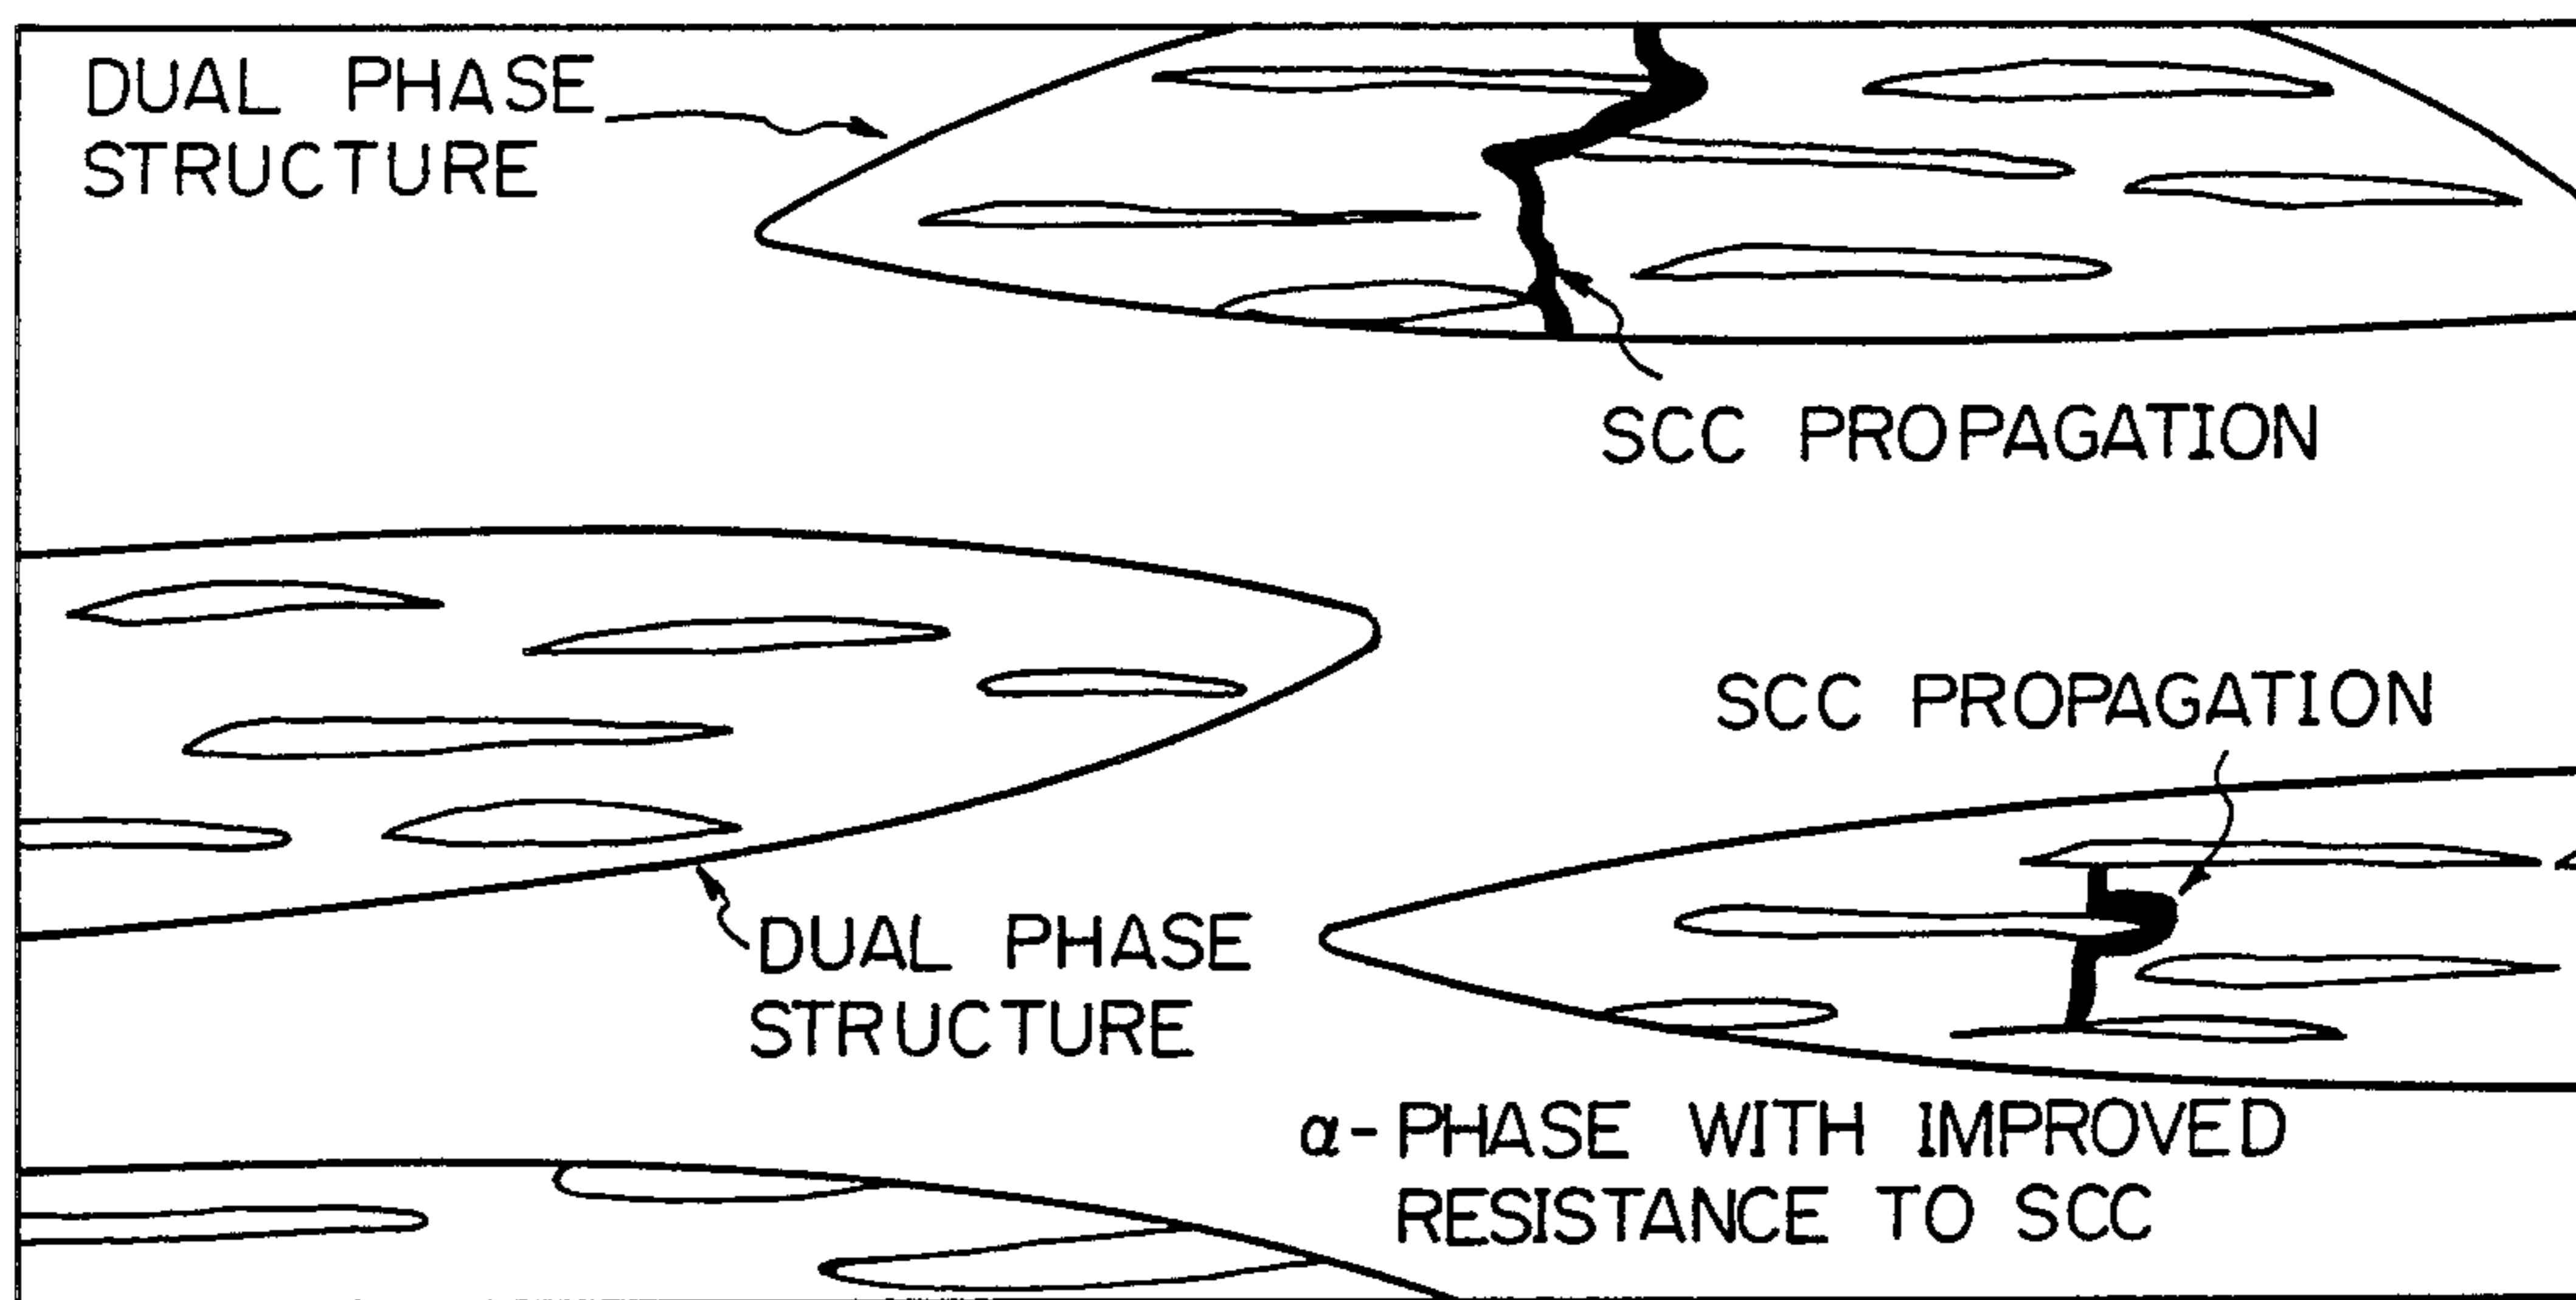 DUAL PHASE
STRUCTURE
SCC PROPAGATION
SCC PROPAGATION
DUAL PHASE
STRUCTURE
α-PHASE WITH IMPROVED
RESISTANCE TO SCC